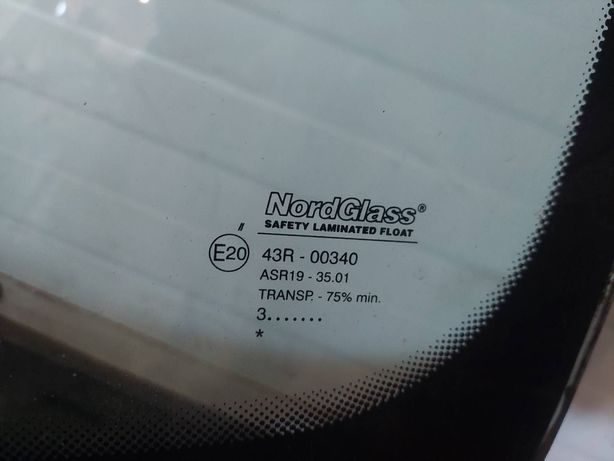 NordGlass®
SAFETY LAMINATED FLOAT
//
E20 43R - 00340
ASR19 - 35.01
TRANSP. - 75% min.
3.......
*